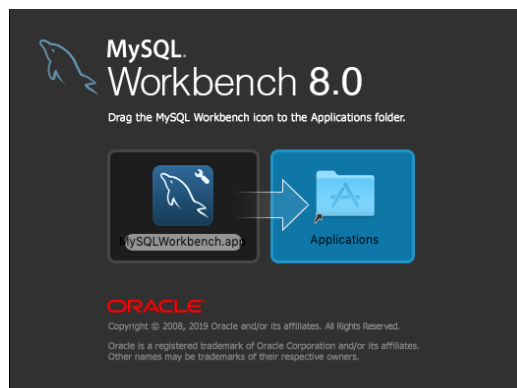 MySQL.
Workbench 8.0
Drag the MySQL Workbench icon to the Applications folder.
MySQLWorkbench.app
Applications
ORACLE
Copyright © 2008, 2019 Oracle and/or its affiliates. All Rights Reserved.
Oracle is a registered trademark of Oracle Corporation and/or its affiliates.
Other names may be trademarks of their respective owners.